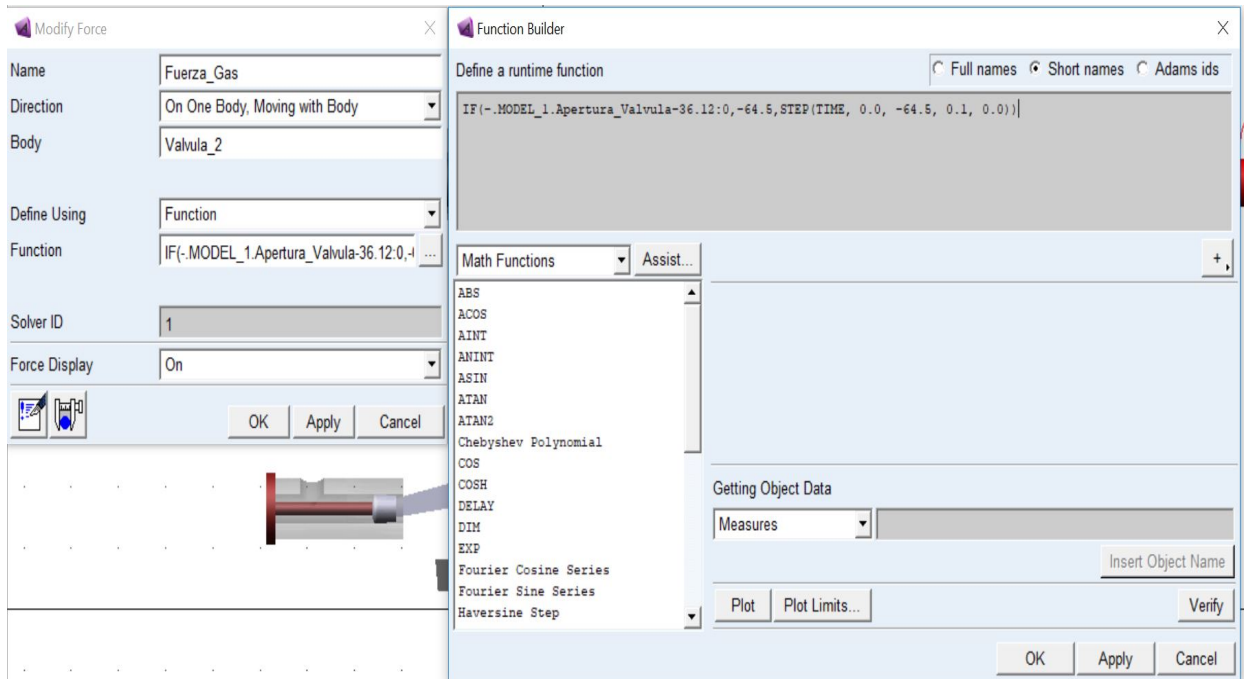 Modify Force
Name Fuerza_Gas
Direction On One Body, Moving with Body
Body Valvula_2
Define Using Function
Function IF(-.MODEL_1.Apertura_Valvula-36.12:0,-( ...
Solver ID 1
Force Display On
OK Apply Cancel
Function Builder
Define a runtime function Full names Short names Adams ids
IF(-.MODEL_1.Apertura_Valvula-36.12:0,-64.5,STEP(TIME, 0.0, -64.5, 0.1, 0.0))
Math Functions Assist... +
ABS
ACOS
AINT
ANINT
ASIN
ATAN
ATAN2
Chebyshev Polynomial
COS
COSH
DELAY
DIM
EXP
Fourier Cosine Series
Fourier Sine Series
Haversine Step
Getting Object Data
Measures
Insert Object Name
Plot Plot Limits... Verify
OK Apply Cancel